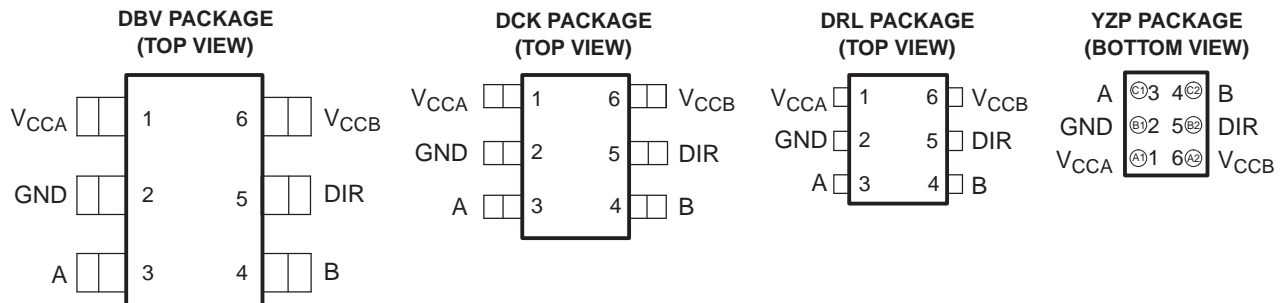 DBV PACKAGE
(TOP VIEW)
VCCA 1 6 VCCB
GND 2 5 DIR
A 3 4 B
DCK PACKAGE
(TOP VIEW)
VCCA 1 6 VCCB
GND 2 5 DIR
A 3 4 B
DRL PACKAGE
(TOP VIEW)
VCCA 1 6 VCCB
GND 2 5 DIR
A 3 4 B
YZP PACKAGE
(BOTTOM VIEW)
A C1 3 4 C2 B
GND B1 2 5 B2 DIR
VCCA A1 1 6 A2 VCCB